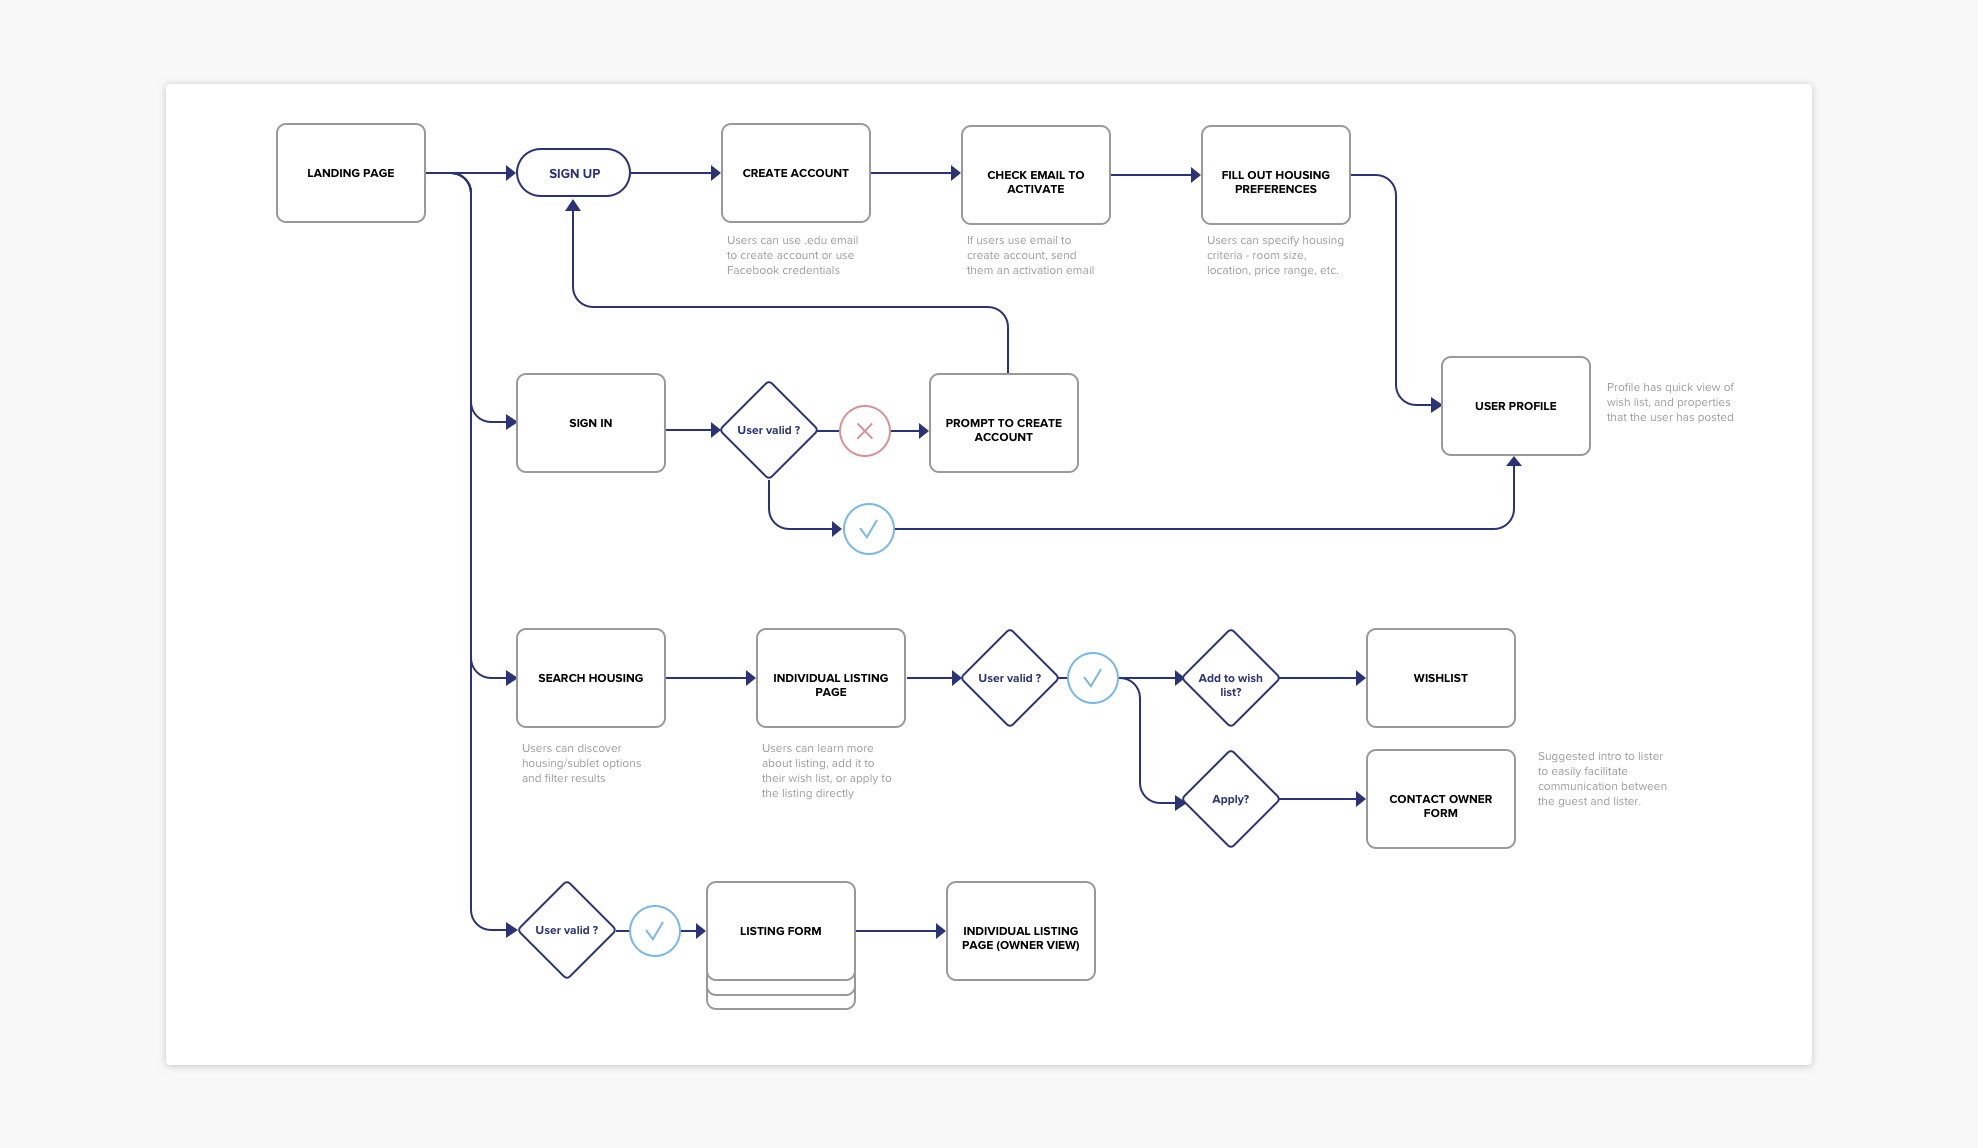 LANDING PAGE
SIGN UP
CREATE ACCOUNT
Users can use .edu email
to create account or use
Facebook credentials
CHECK EMAIL TO
ACTIVATE
If users use email to
create account, send
them an activation email
FILL OUT HOUSING
PREFERENCES
Users can specify housing
criteria - room size,
location, price range, etc.
SIGN IN
User valid ?
PROMPT TO CREATE
ACCOUNT
USER PROFILE
Profile has quick view of
wish list, and properties
that the user has posted
SEARCH HOUSING
Users can discover
housing/sublet options
and filter results
INDIVIDUAL LISTING
PAGE
Users can learn more
about listing, add it to
their wish list, or apply to
the listing directly
User valid ?
Add to wish
list?
WISHLIST
Apply?
CONTACT OWNER
FORM
Suggested intro to lister
to easily facilitate
communication between
the guest and lister.
User valid ?
LISTING FORM
INDIVIDUAL LISTING
PAGE (OWNER VIEW)